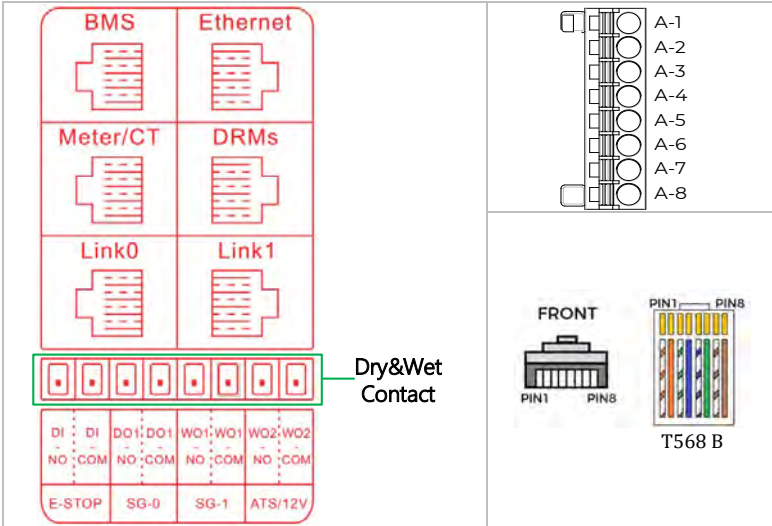 BMS Ethernet
Meter/CT DRMs
Link0 Link1
Dry&Wet
Contact
DI DI DO1 DO1 WO1 WO1 WO2 WO2
- - - - - - - -
NO COM NO COM NO COM NO COM
E-STOP SG-0 SG-1 ATS/12V
A-1
A-2
A-3
A-4
A-5
A-6
A-7
A-8
FRONT
PIN1 PIN8
PIN1 PIN8
T568 B